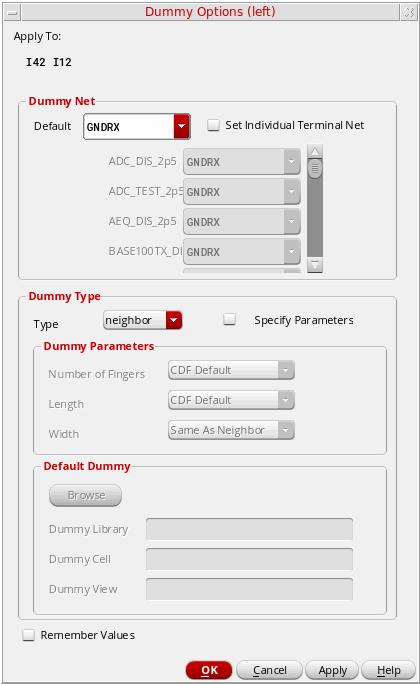 Dummy Options (left)
Apply To:
I42 I12
Dummy Net
Default GNDRX Set Individual Terminal Net
ADC_DIS_2p5 GNDRX
ADC_TEST_2p5 GNDRX
AEQ_DIS_2p5 GNDRX
BASE100TX_DI GNDRX
Dummy Type
Type neighbor Specify Parameters
Dummy Parameters
Number of Fingers CDF Default
Length CDF Default
Width Same As Neighbor
Default Dummy
Browse
Dummy Library
Dummy Cell
Dummy View
Remember Values
OK Cancel Apply Help